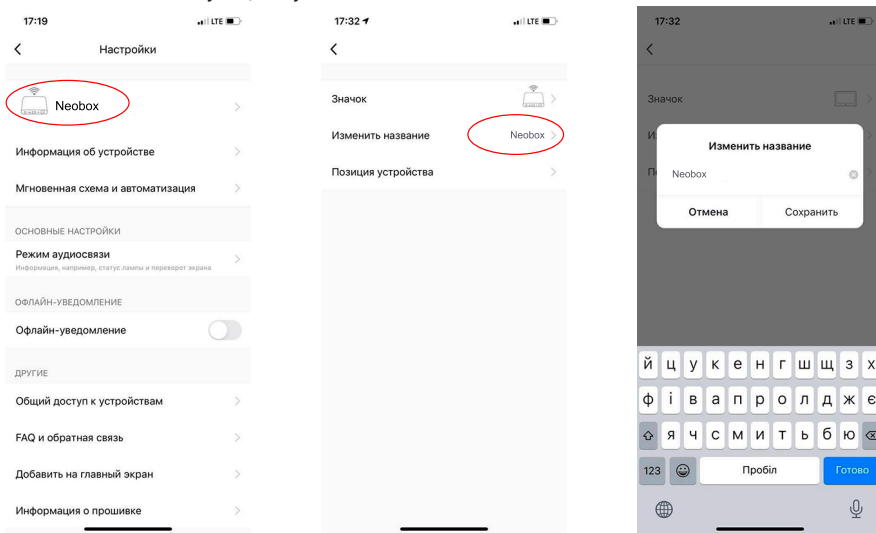 17:19
LTE
Настройки
Neobox
Информация об устройстве
Мгновенная схема и автоматизация
ОСНОВНЫЕ НАСТРОЙКИ
Режим аудиосвязи
Информация, например, статус лампы и переворот экрана
ОФЛАЙН-УВЕДОМЛЕНИЕ
Офлайн-уведомление
ДРУГИЕ
Общий доступ к устройствам
FAQ и обратная связь
Добавить на главный экран
Информация о прошивке
17:32
LTE
Значок
Изменить название
Neobox
Позиция устройства
17:32
LTE
Значок
Изменить название
Neobox
Отмена
Сохранить
й ц у к е н г ш щ з х
ф і в а п р о л д ж є
я ч с м и т ь б ю
123
Пробіл
Готово